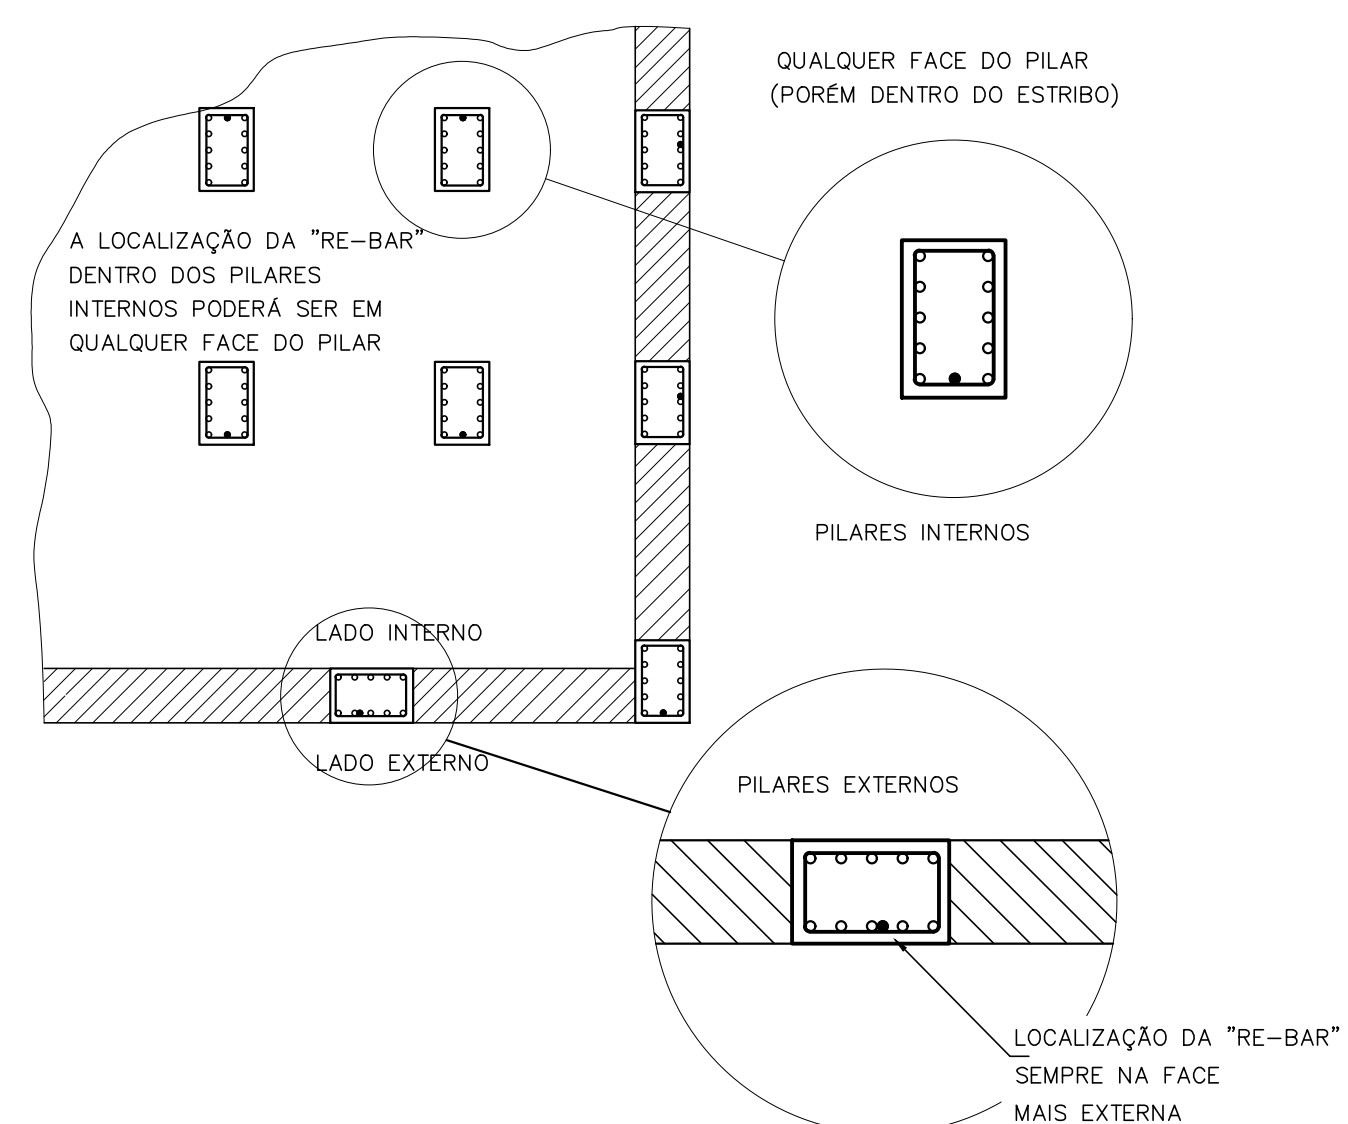 QUALQUER FACE DO PILAR
(PORÉM DENTRO DO ESTRIBO)
A LOCALIZAÇÃO DA "RE-BAR"
DENTRO DOS PILARES
INTERNOS PODERÁ SER EM
QUALQUER FACE DO PILAR
PILARES INTERNOS
LADO INTERNO
LADO EXTERNO
PILARES EXTERNOS
LOCALIZAÇÃO DA "RE-BAR"
SEMPRE NA FACE
MAIS EXTERNA